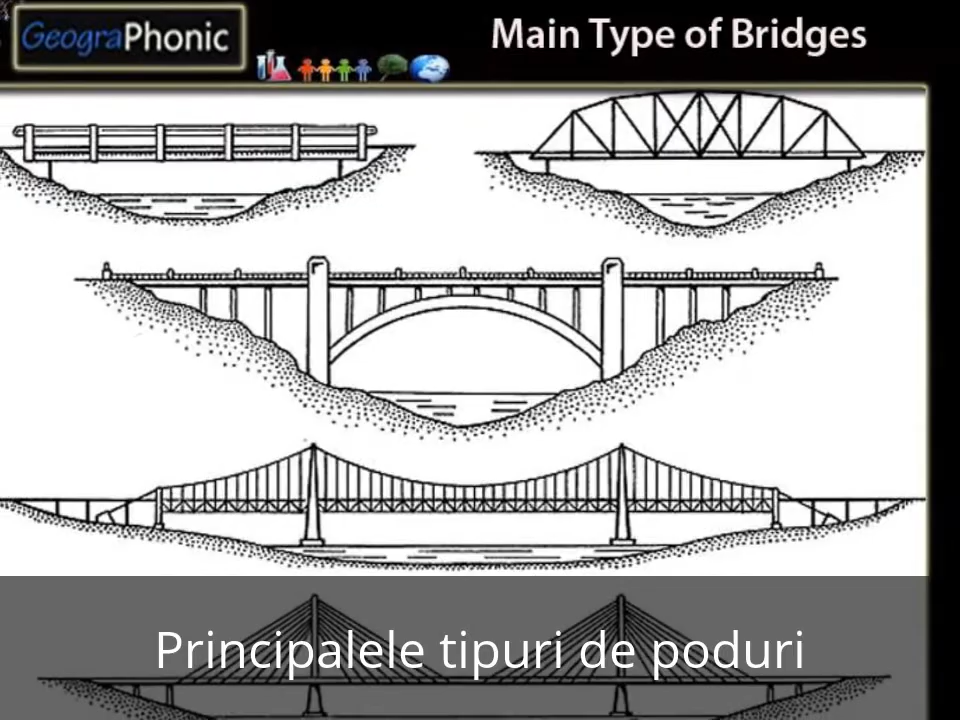 GeograPhonic
Main Type of Bridges
Principalele tipuri de poduri